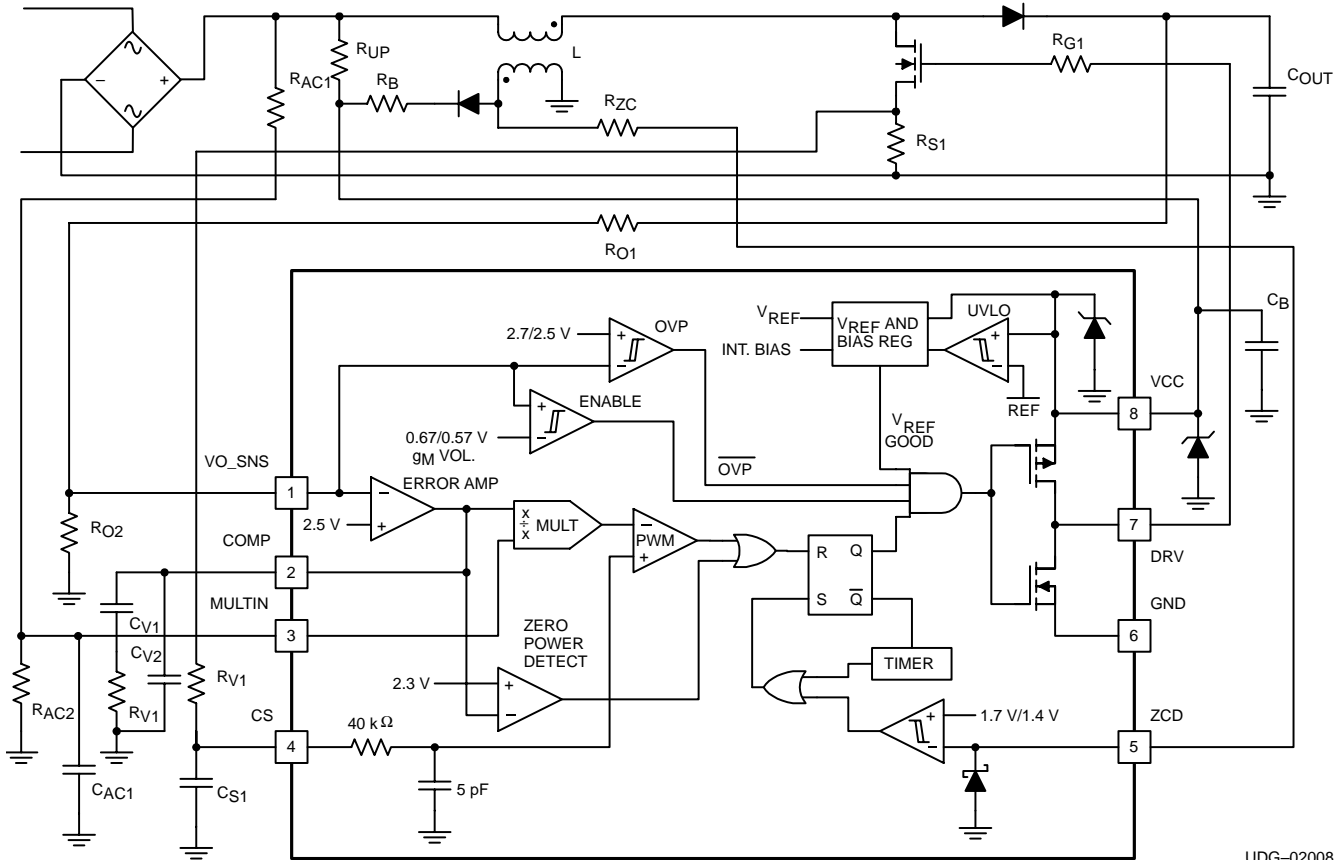 RUP
L
RG1
RAC1
RB
COUT
RZC
RS1
RO1
CB
2.7/2.5 V
OVP
VREF
VREF AND
BIAS REG
UVLO
INT. BIAS
REF
VCC
ENABLE
8
0.67/0.57 V
gM VOL.
VREF
GOOD
OVP
VO_SNS
ERROR AMP
1
2.5 V
RO2
x
÷
x
MULT
PWM
7
DRV
COMP
2
R Q
S Q
GND
MULTIN
3
6
CV1
CV2
ZERO
POWER
DETECT
TIMER
RV1
RV1
RAC2
2.3 V
1.7 V/1.4 V
ZCD
CS
40 kΩ
4
5
CAC1
CS1
5 pF
UDG–02008